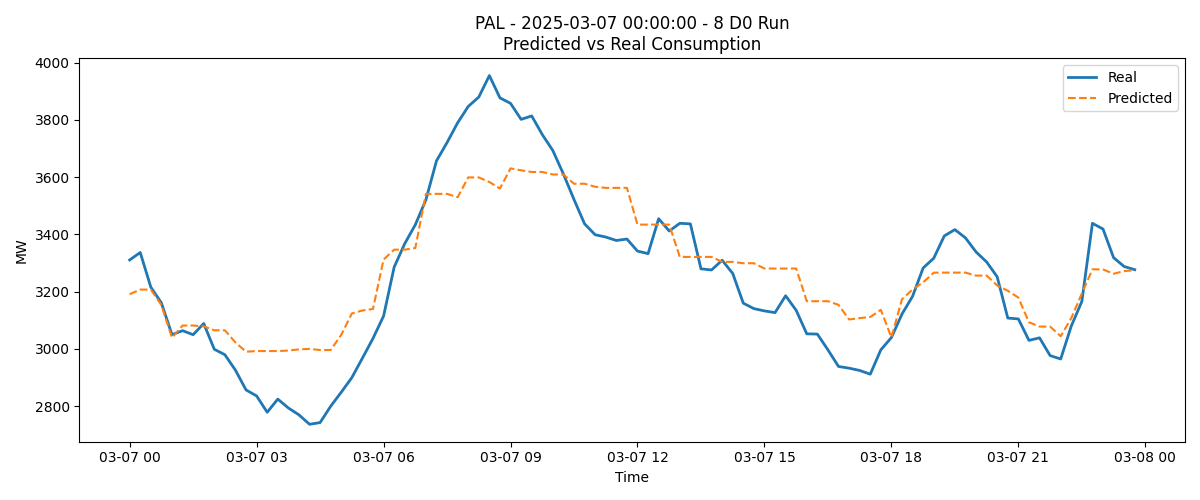 PAL - 2025-03-07 00:00:00 - 8 D0 Run
Predicted vs Real Consumption
Real
Predicted
MW
4000
3800
3600
3400
3200
3000
2800
03-07 00
03-07 03
03-07 06
03-07 09
03-07 12
03-07 15
03-07 18
03-07 21
03-08 00
Time